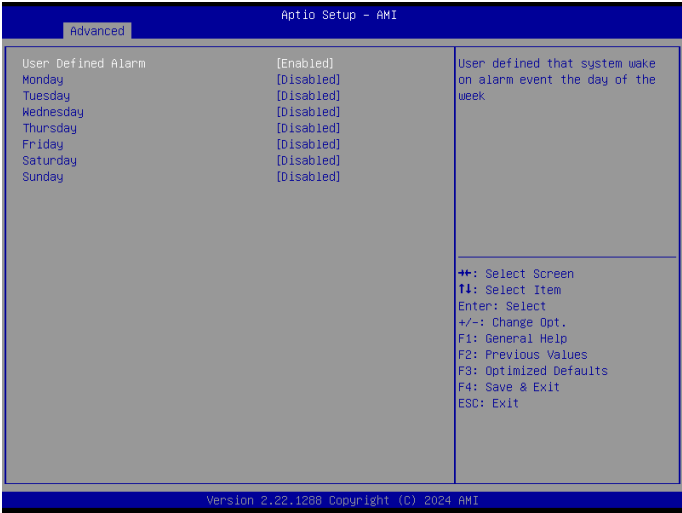 Aptio Setup – AMI
Advanced
User Defined Alarm [Enabled]
Monday [Disabled]
Tuesday [Disabled]
Wednesday [Disabled]
Thursday [Disabled]
Friday [Disabled]
Saturday [Disabled]
Sunday [Disabled]
User defined that system wake
on alarm event the day of the
week
→←: Select Screen
↑↓: Select Item
Enter: Select
+/-: Change Opt.
F1: General Help
F2: Previous Values
F3: Optimized Defaults
F4: Save & Exit
ESC: Exit
Version 2.22.1288 Copyright (C) 2024 AMI